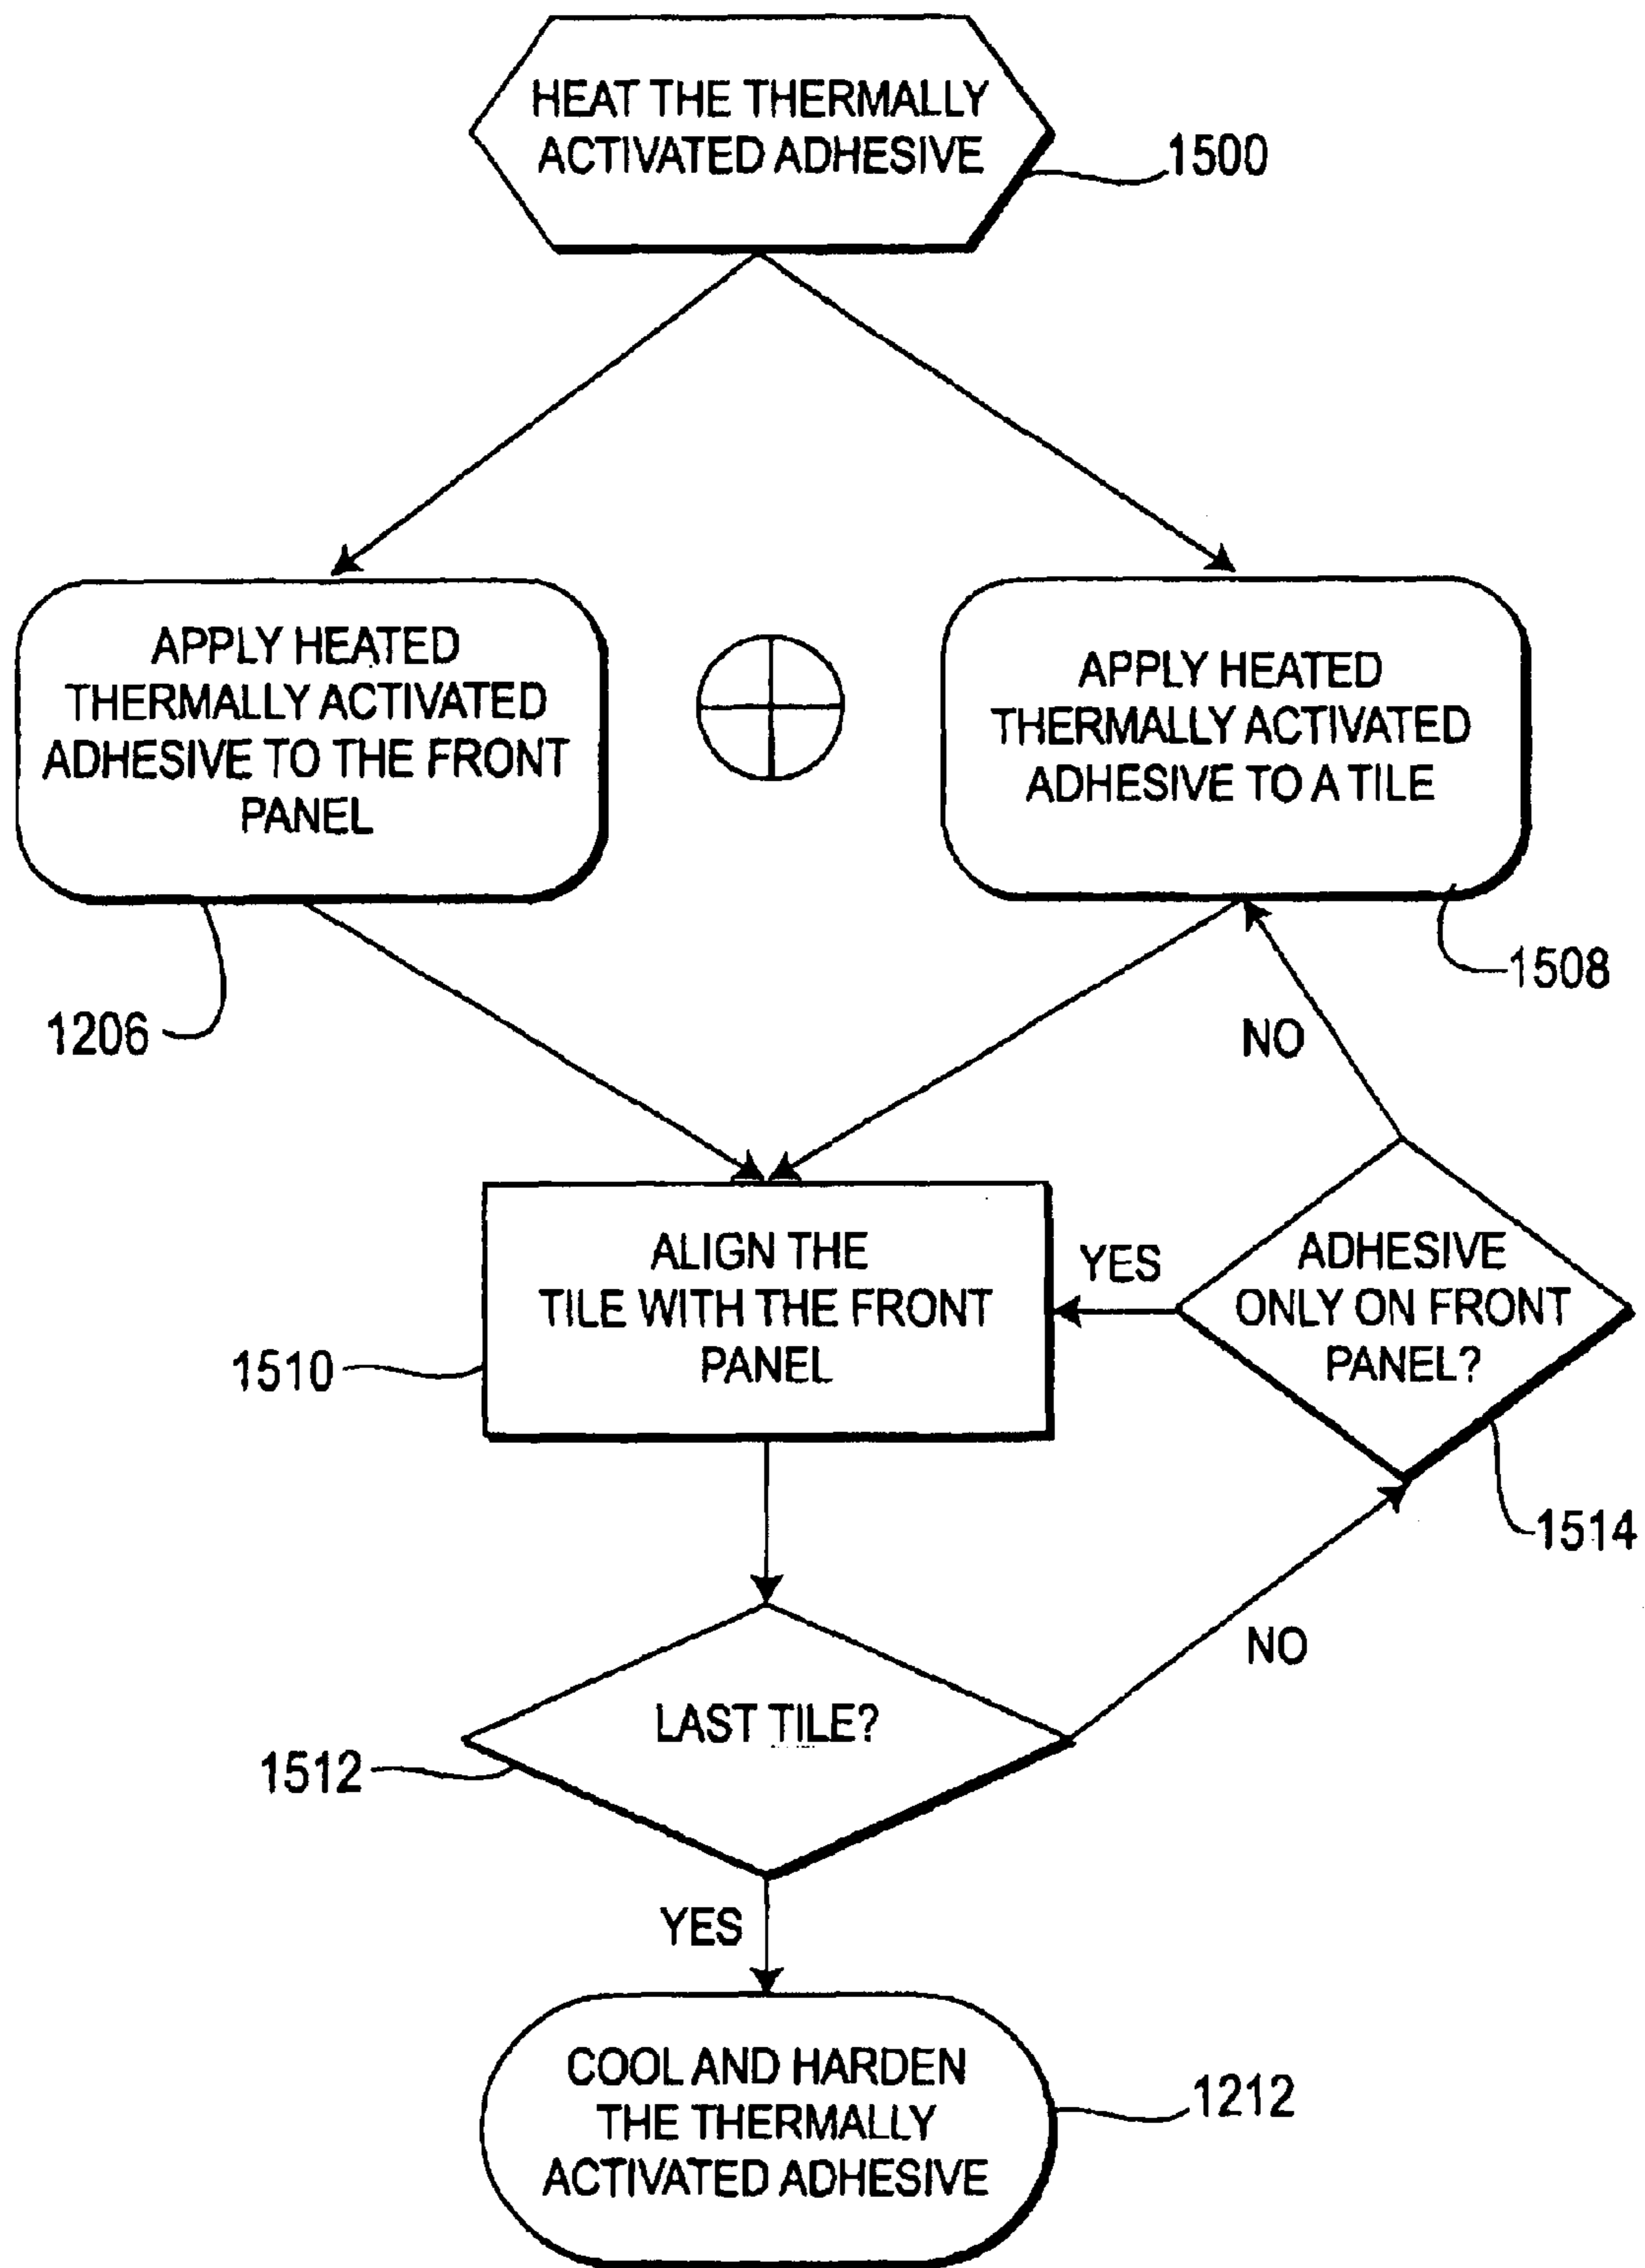 HEAT THE THERMALLY
ACTIVATED ADHESIVE
1500
APPLY HEATED
THERMALLY ACTIVATED
ADHESIVE TO THE FRONT
PANEL
APPLY HEATED
THERMALLY ACTIVATED
ADHESIVE TO A TILE
1206
1508
NO
ALIGN THE
TILE WITH THE FRONT
PANEL
YES
ADHESIVE
ONLY ON FRONT
PANEL?
1510
1514
NO
LAST TILE?
1512
YES
COOL AND HARDEN
THE THERMALLY
ACTIVATED ADHESIVE
1212